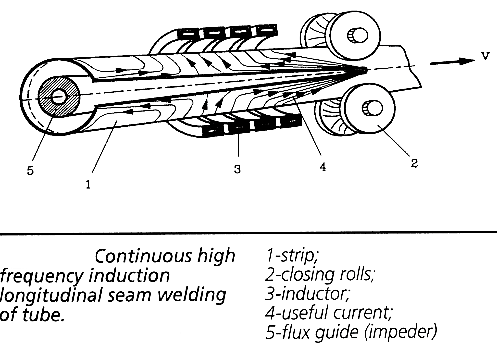 V
5
1
3
4
2
Continuous high
frequency induction
longitudinal seam welding
of tube.
1-strip;
2-closing rolls;
3-inductor;
4-useful current;
5-flux guide (impeder)